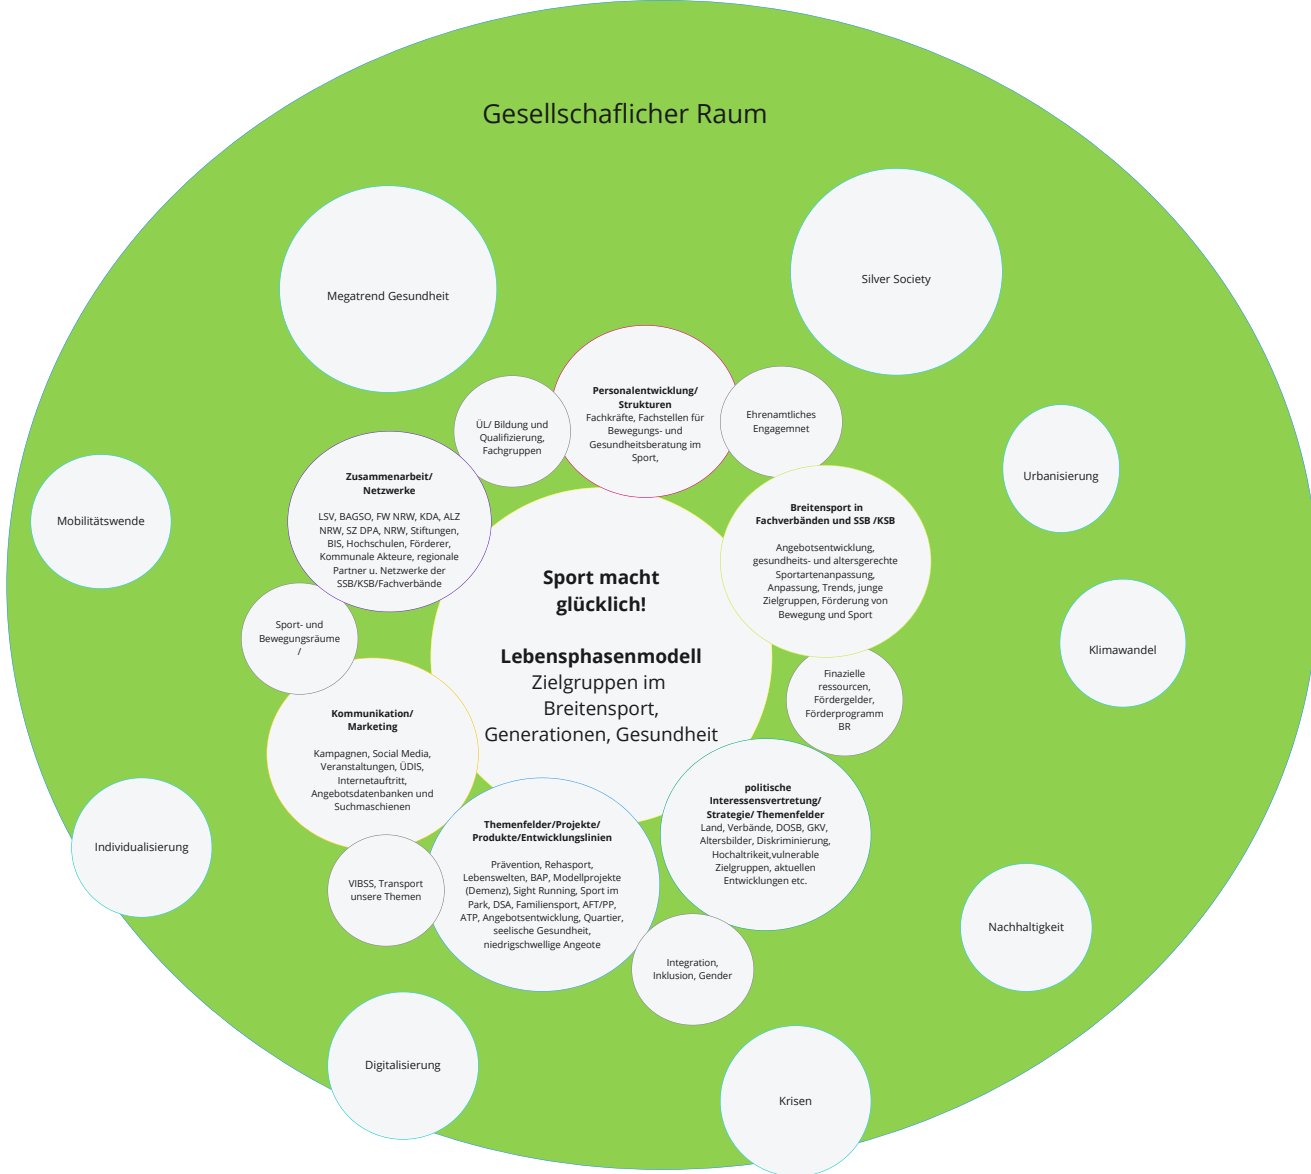 Gesellschaflicher Raum
Megatrend Gesundheit
Silver Society
Personalentwicklung/
Strukturen
Fachkräfte, Fachstellen für
Bewegungs- und
Gesundheitsberatung im
Sport,
ÜL/ Bildung und
Qualifizierung,
Fachgruppen
Ehrenamtliches
Engagemnet
Zusammenarbeit/
Netzwerke
LSV, BAGSO, FW NRW, KDA, ALZ
NRW, SZ DPA, NRW, Stiftungen,
BIS, Hochschulen, Förderer,
Kommunale Akteure, regionale
Partner u. Netzwerke der
SSB/KSB/Fachverbände
Breitensport in
Fachverbänden und SSB /KSB
Angebotsentwicklung,
gesundheits- und altersgerechte
Sportartenanpassung,
Anpassung, Trends, junge
Zielgruppen, Förderung von
Bewegung und Sport
Urbanisierung
Mobilitätswende
Sport macht
glücklich!
Lebensphasenmodell
Zielgruppen im
Breitensport,
Generationen, Gesundheit
Sport- und
Bewegungsräume
/
Klimawandel
Finazielle
ressourcen,
Fördergelder,
Förderprogramm
BR
Kommunikation/
Marketing
Kampagnen, Social Media,
Veranstaltungen, ÜDIS,
Internetauftritt,
Angebotsdatenbanken und
Suchmaschienen
politische
Interessensvertretung/
Strategie/ Themenfelder
Land, Verbände, DOSB, GKV,
Altersbilder, Diskriminierung,
Hochaltrikeit,vulnerable
Zielgruppen, aktuellen
Entwicklungen etc.
Themenfelder/Projekte/
Produkte/Entwicklungslinien
Prävention, Rehasport,
Lebenswelten, BAP, Modellprojekte
(Demenz), Sight Running, Sport im
Park, DSA, Familiensport, AFT/PP,
ATP, Angebotsentwicklung, Quartier,
seelische Gesundheit,
niedrigschwellige Angeote
Individualisierung
VIBSS, Transport
unsere Themen
Nachhaltigkeit
Integration,
Inklusion, Gender
Digitalisierung
Krisen